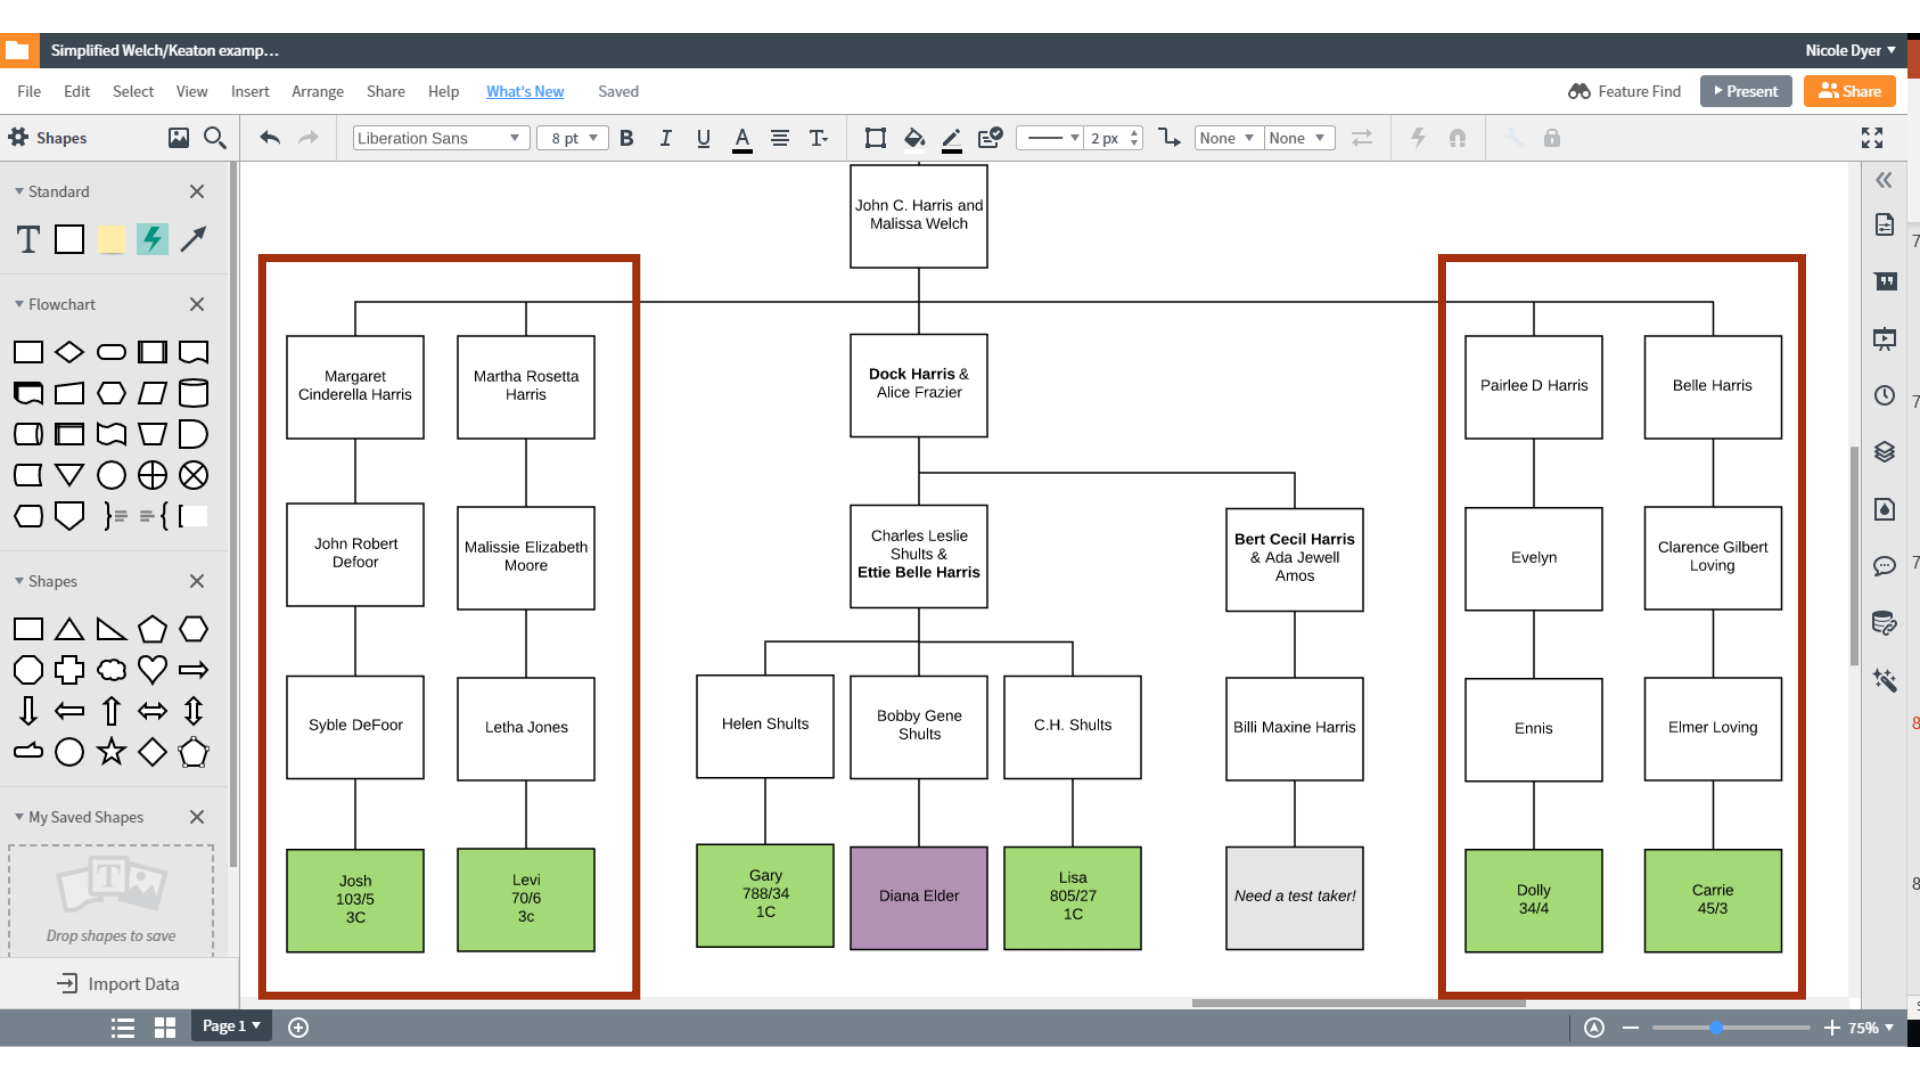 Simplified Welch/Keaton examp...
Nicole Dyer
File Edit Select View Insert Arrange Share Help What's New Saved
Feature Find Present Share
Shapes
Liberation Sans 8 pt B I U A T 2 px None None
Standard
T
Flowchart
Shapes
My Saved Shapes
T
Drop shapes to save
Import Data
John C. Harris and
Malissa Welch
Margaret
Cinderella Harris
Martha Rosetta
Harris
Dock Harris &
Alice Frazier
Pairlee D Harris
Belle Harris
John Robert
Defoor
Malissie Elizabeth
Moore
Charles Leslie
Shults &
Ettie Belle Harris
Bert Cecil Harris
& Ada Jewell
Amos
Evelyn
Clarence Gilbert
Loving
Syble DeFoor
Letha Jones
Helen Shults
Bobby Gene
Shults
C.H. Shults
Billi Maxine Harris
Ennis
Elmer Loving
Josh
103/5
3C
Levi
70/6
3c
Gary
788/34
1C
Diana Elder
Lisa
805/27
1C
Need a test taker!
Dolly
34/4
Carrie
45/3
7
7
7
8
8
Page 1
75%